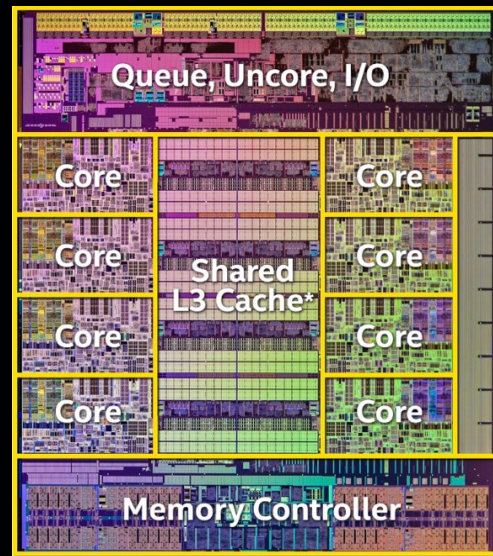 Queue, Uncore, I/O
Core
Core
Core
Core
Shared
L3 Cache*
Core
Core
Core
Core
Memory Controller